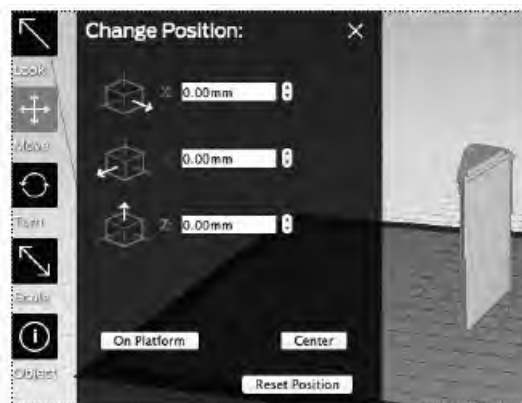 Change Position:
Look
X: 0.00mm
Move
0.00mm
Turn
Z: 0.00mm
Scale
On Platform Center
Object
Reset Position